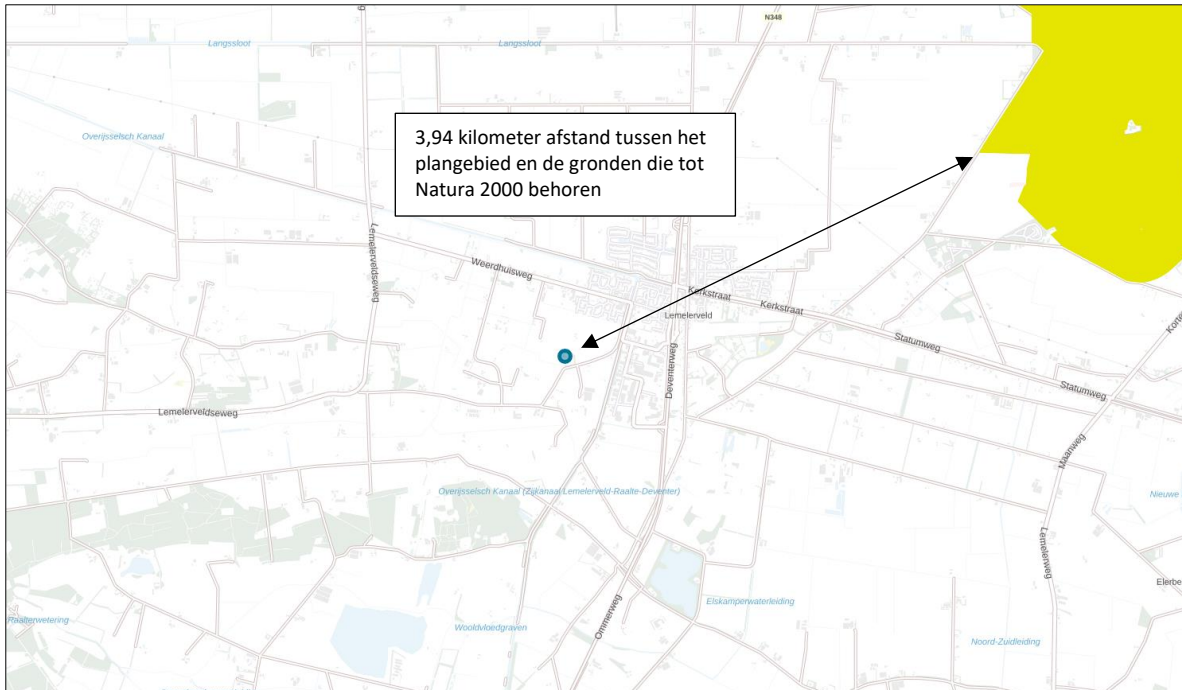 N348
Langssloot
Langssloot
Overijsselsch Kanaal
3,94 kilometer afstand tussen het
plangebied en de gronden die tot
Natura 2000 behoren
Lemelerveldseweg
Weerdhuisweg
Kerkstraat
Kerkstraat
Lemelerveld
Statumweg
Statumweg
Deventerweg
Lemelerveldseweg
Maanweg
Overijsselsch Kanaal (Zijkanaal Lemelerveld-Raalte-Deventer)
Nieuwe
Lemelerweg
Elskamperwaterleiding
Ommerweg
Raalterwetering
Wooldvloedgraven
Noord-Zuidleiding